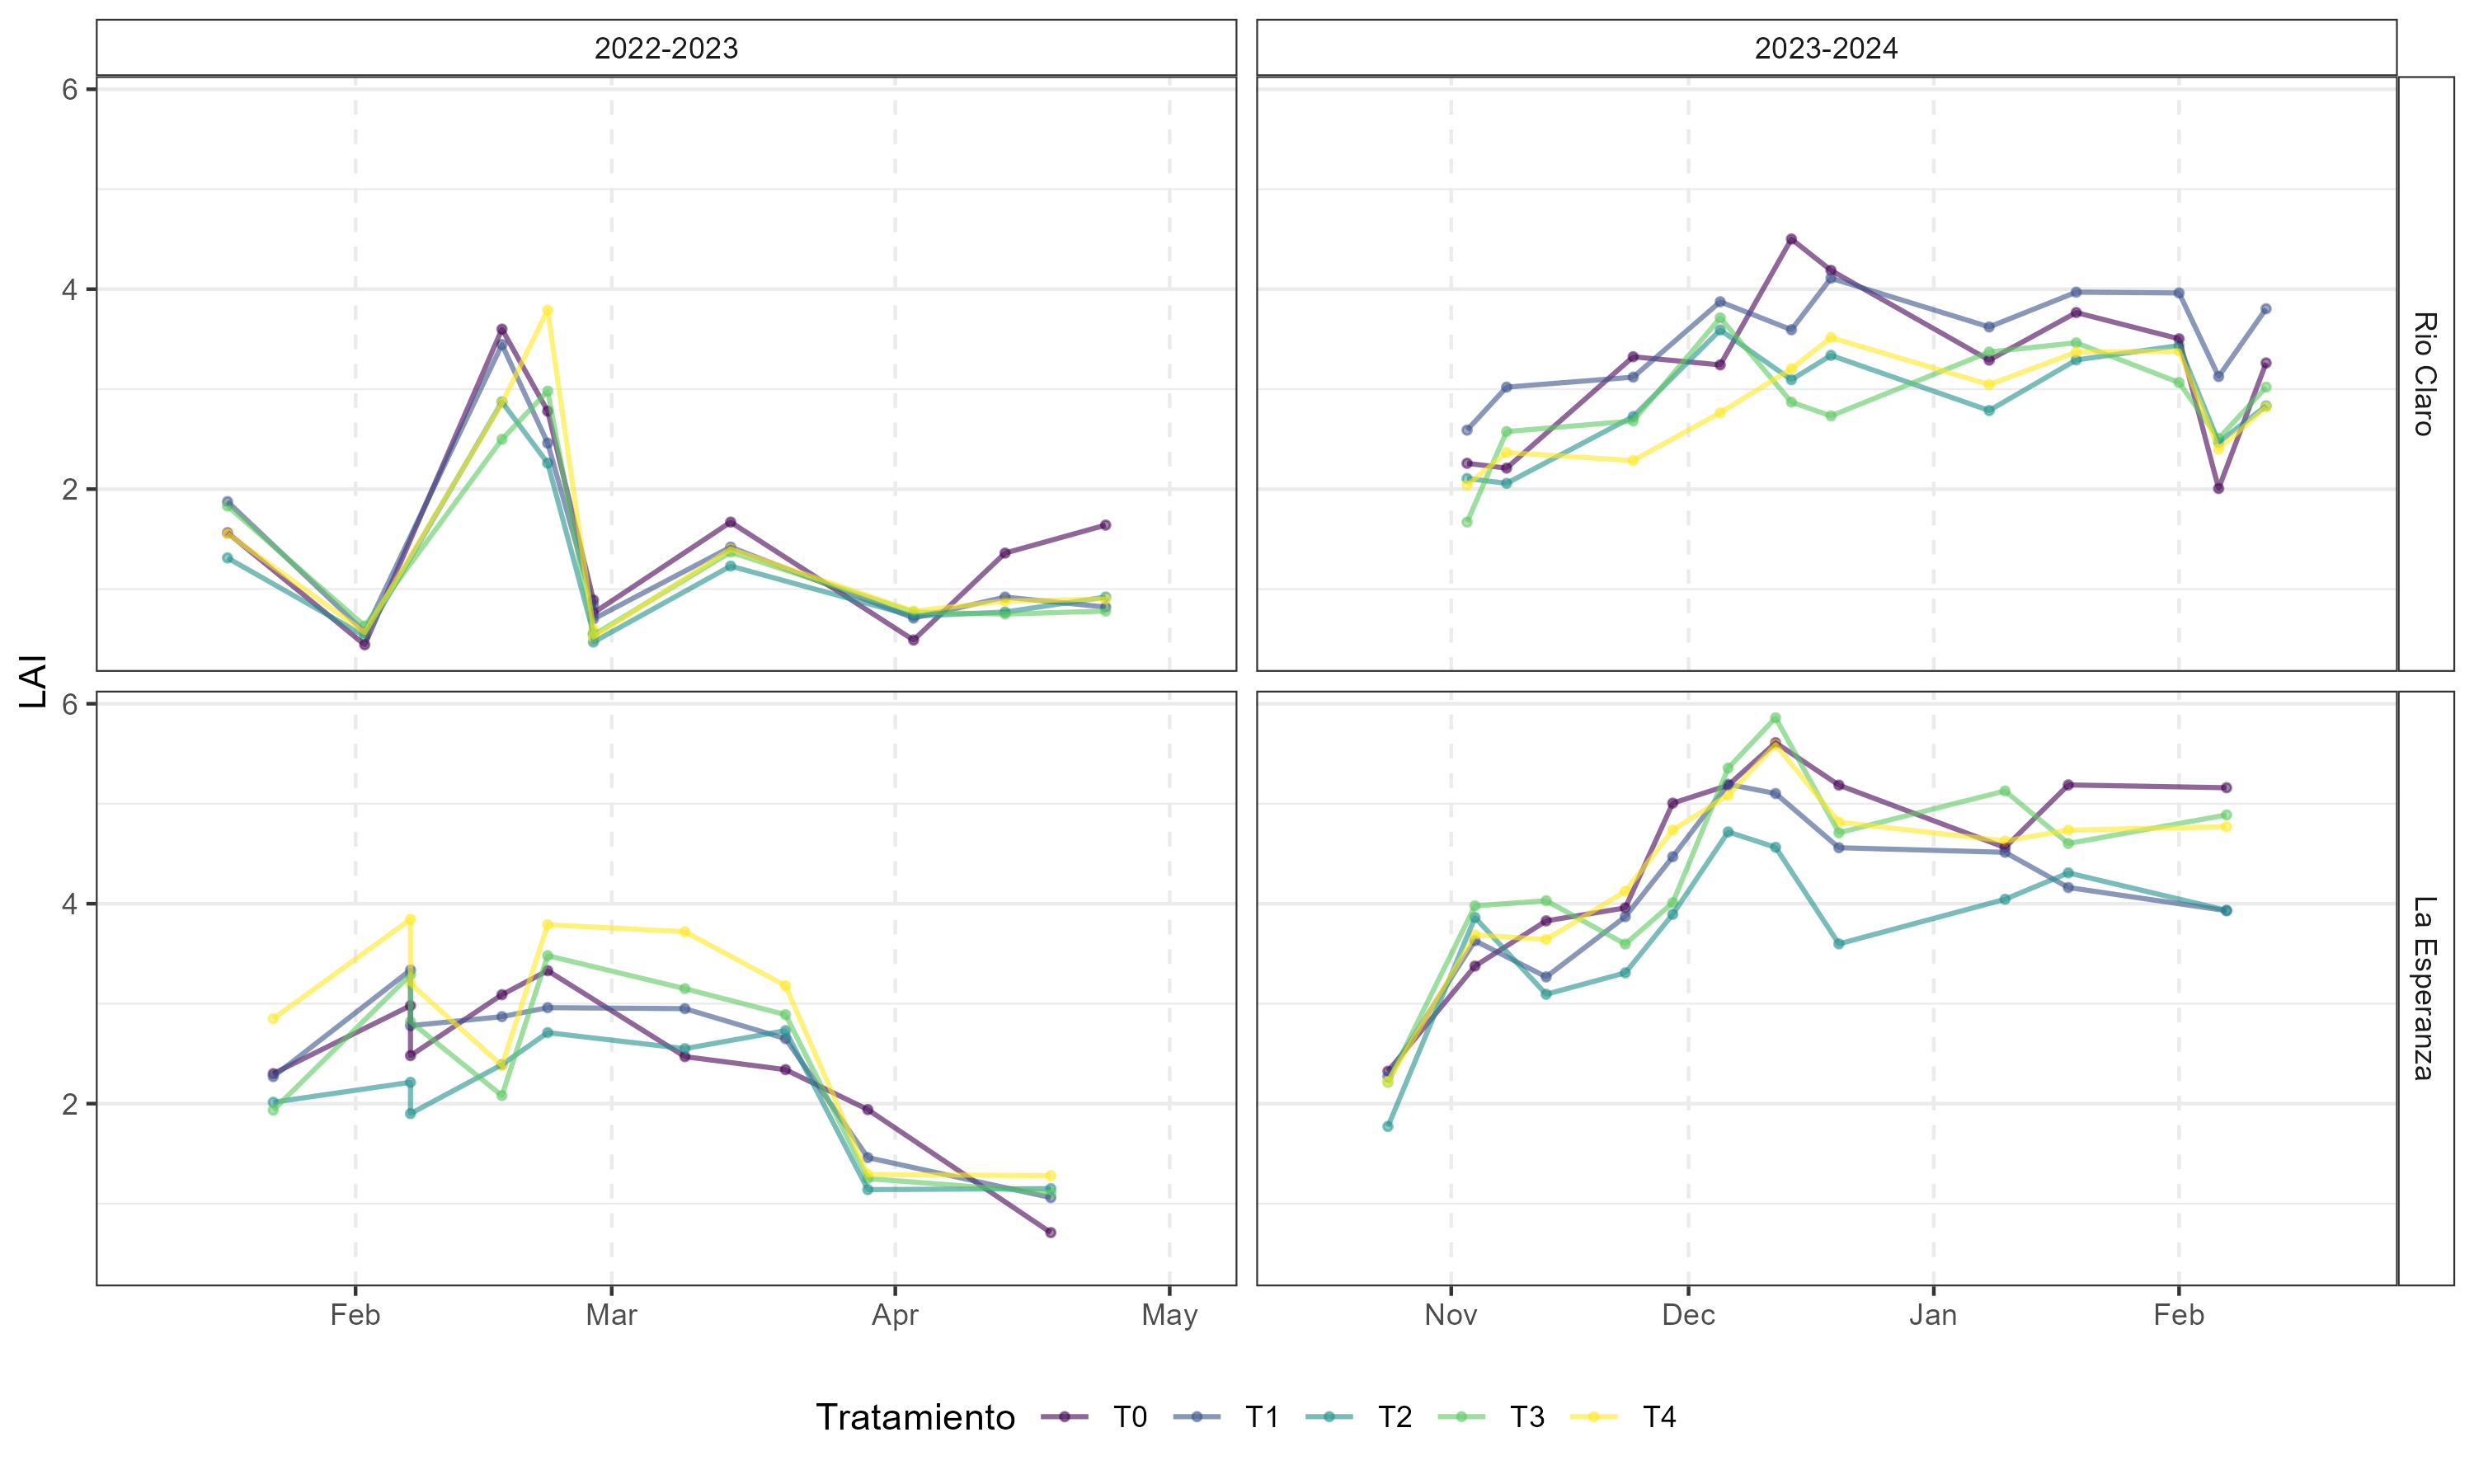 2022-2023
2023-2024
6
4
2
Rio Claro
LAI
6
4
2
La Esperanza
Feb
Mar
Apr
May
Nov
Dec
Jan
Feb
Tratamiento T0 T1 T2 T3 T4